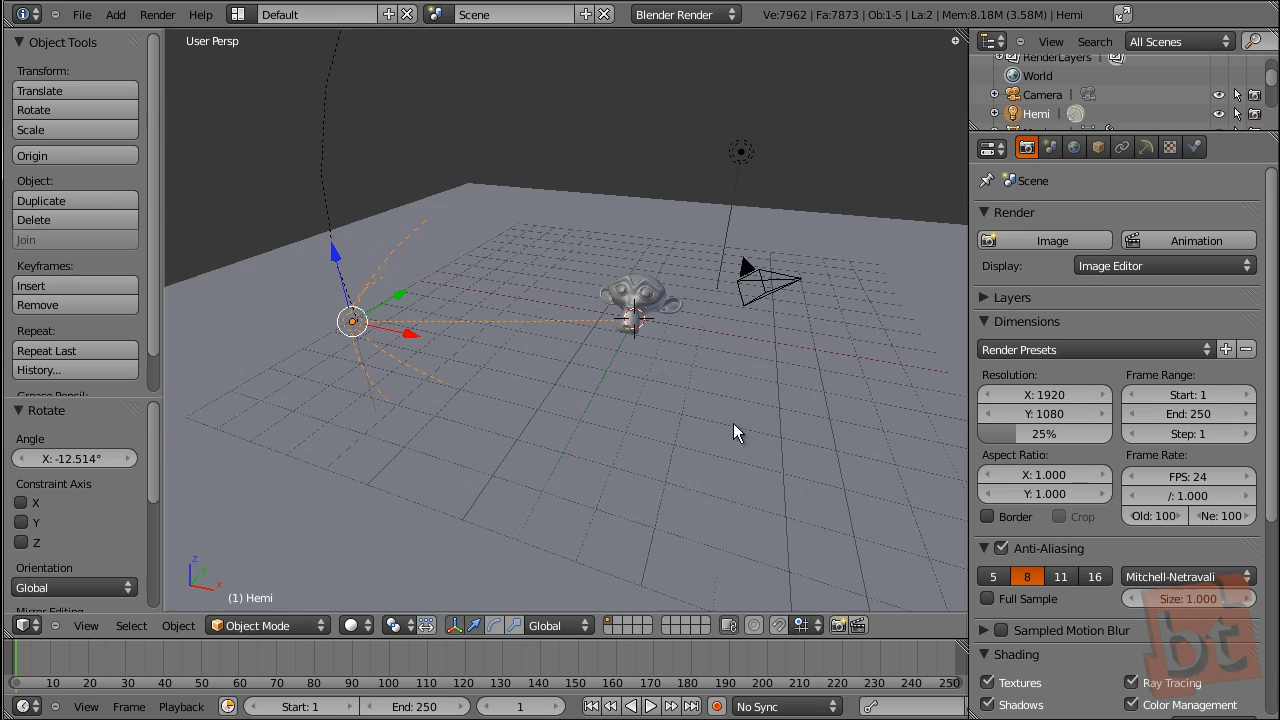 File Add Render Help Default Scene Blender Render Ve:7962 | Fa:7873 | Ob:1-5 | La:2 | Mem:8.18M (3.58M) | Hemi
Object Tools
Transform:
Translate
Rotate
Scale
Origin
Object:
Duplicate
Delete
Join
Keyframes:
Insert
Remove
Repeat:
Repeat Last
History...
Rotate
Angle
X: -12.514°
Constraint Axis
X
Y
Z
Orientation
Global
User Persp
z
y
x
(1) Hemi
View Select Object Object Mode Global
10 20 30 40 50 60 70 80 90 100 110 120 130 140 150 160 170 180 190 200 210 220 230 240 250
View Frame Playback Start: 1 End: 250 1 No Sync
View Search All Scenes
RenderLayers |
World
Camera |
Hemi |
Scene
Render
Image Animation
Display: Image Editor
Layers
Dimensions
Render Presets
Resolution: Frame Range:
X: 1920 Start: 1
Y: 1080 End: 250
25% Step: 1
Aspect Ratio: Frame Rate:
X: 1.000 FPS: 24
Y: 1.000 /: 1.000
Border Crop Old: 100 Ne: 100
Anti-Aliasing
5 8 11 16 Mitchell-Netravali
Full Sample Size: 1.000
Sampled Motion Blur
Shading
Textures Ray Tracing
Shadows Color Management
bt